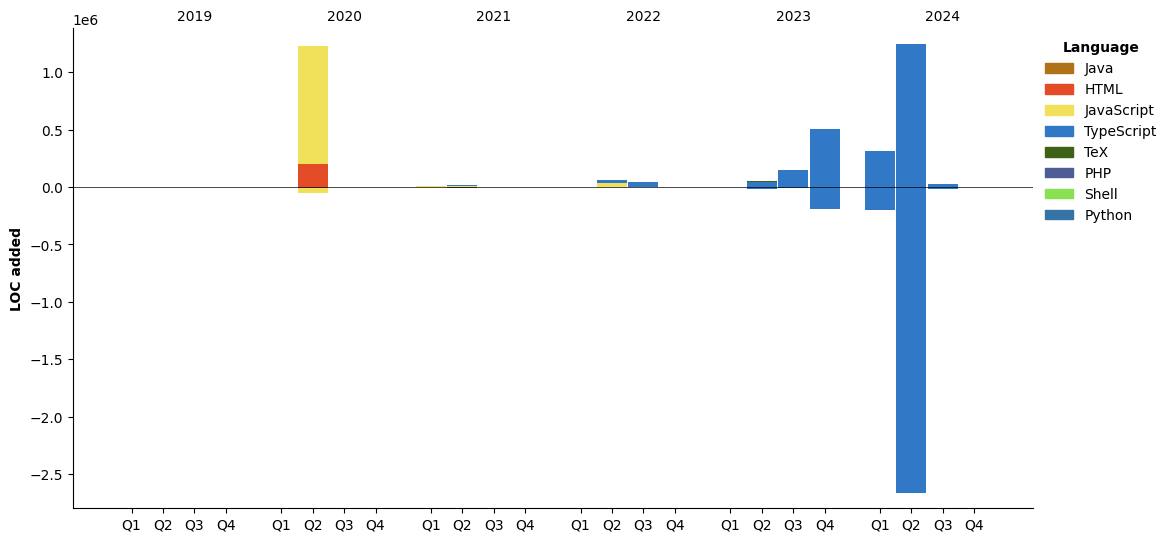 1e6
2019 2020 2021 2022 2023 2024
1.0
0.5
0.0
−0.5
−1.0
−1.5
−2.0
−2.5
LOC added
Q1 Q2 Q3 Q4 Q1 Q2 Q3 Q4 Q1 Q2 Q3 Q4 Q1 Q2 Q3 Q4 Q1 Q2 Q3 Q4 Q1 Q2 Q3 Q4
Language
Java
HTML
JavaScript
TypeScript
TeX
PHP
Shell
Python